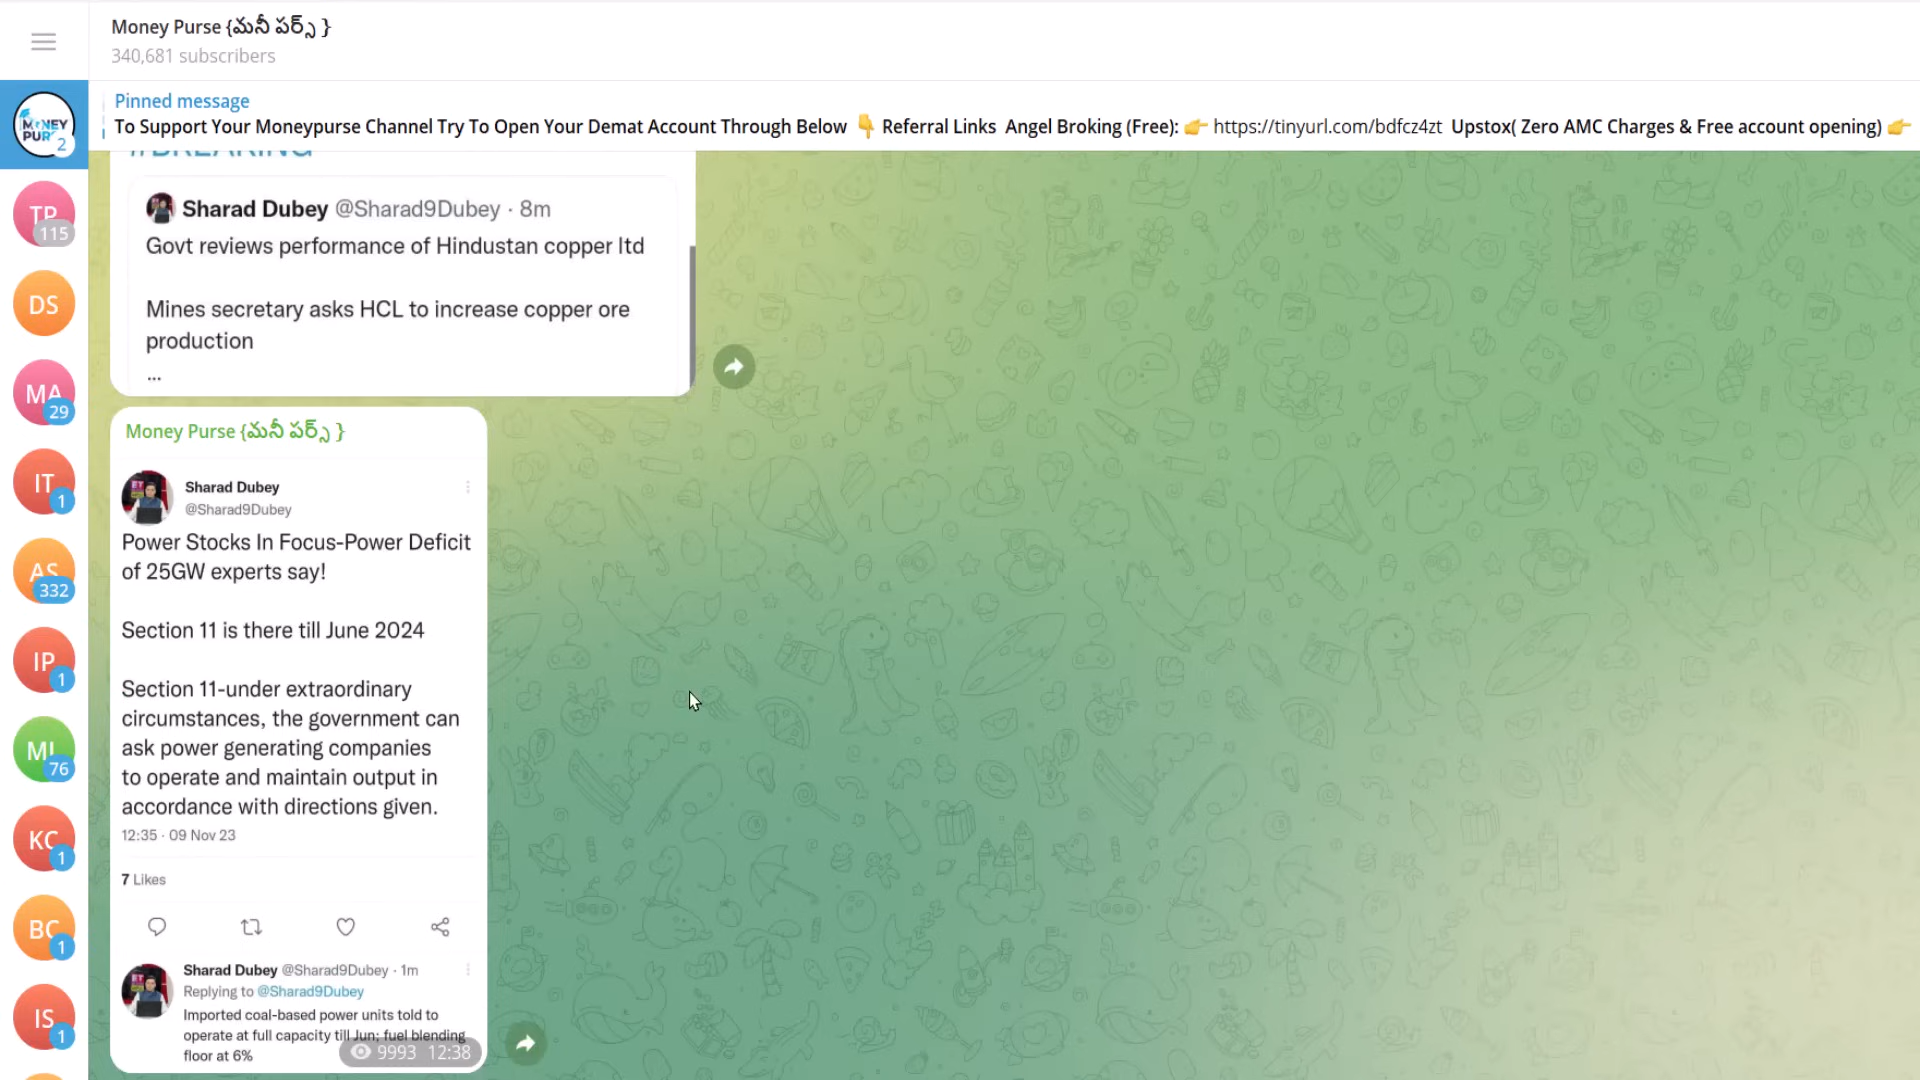 Money Purse {మనీ పర్స్ }
340,681 subscribers
Pinned message
To Support Your Moneypurse Channel Try To Open Your Demat Account Through Below 👇 Referral Links Angel Broking (Free): 👉 https://tinyurl.com/bdfcz4zt Upstox( Zero AMC Charges & Free account opening) 👉
MONEY
PUR
2
TP
115
DS
MA
29
IT
1
AS
332
IP
1
ML
76
KC
1
BC
1
IS
1
#BREAKING
Sharad Dubey @Sharad9Dubey · 8m
Govt reviews performance of Hindustan copper ltd
Mines secretary asks HCL to increase copper ore
production
...
Money Purse {మనీ పర్స్ }
Sharad Dubey
@Sharad9Dubey
Power Stocks In Focus-Power Deficit
of 25GW experts say!
Section 11 is there till June 2024
Section 11-under extraordinary
circumstances, the government can
ask power generating companies
to operate and maintain output in
accordance with directions given.
12:35 · 09 Nov 23
7 Likes
Sharad Dubey @Sharad9Dubey · 1m
Replying to @Sharad9Dubey
Imported coal-based power units told to
operate at full capacity till Jun; fuel blending
floor at 6%
9993 12:38